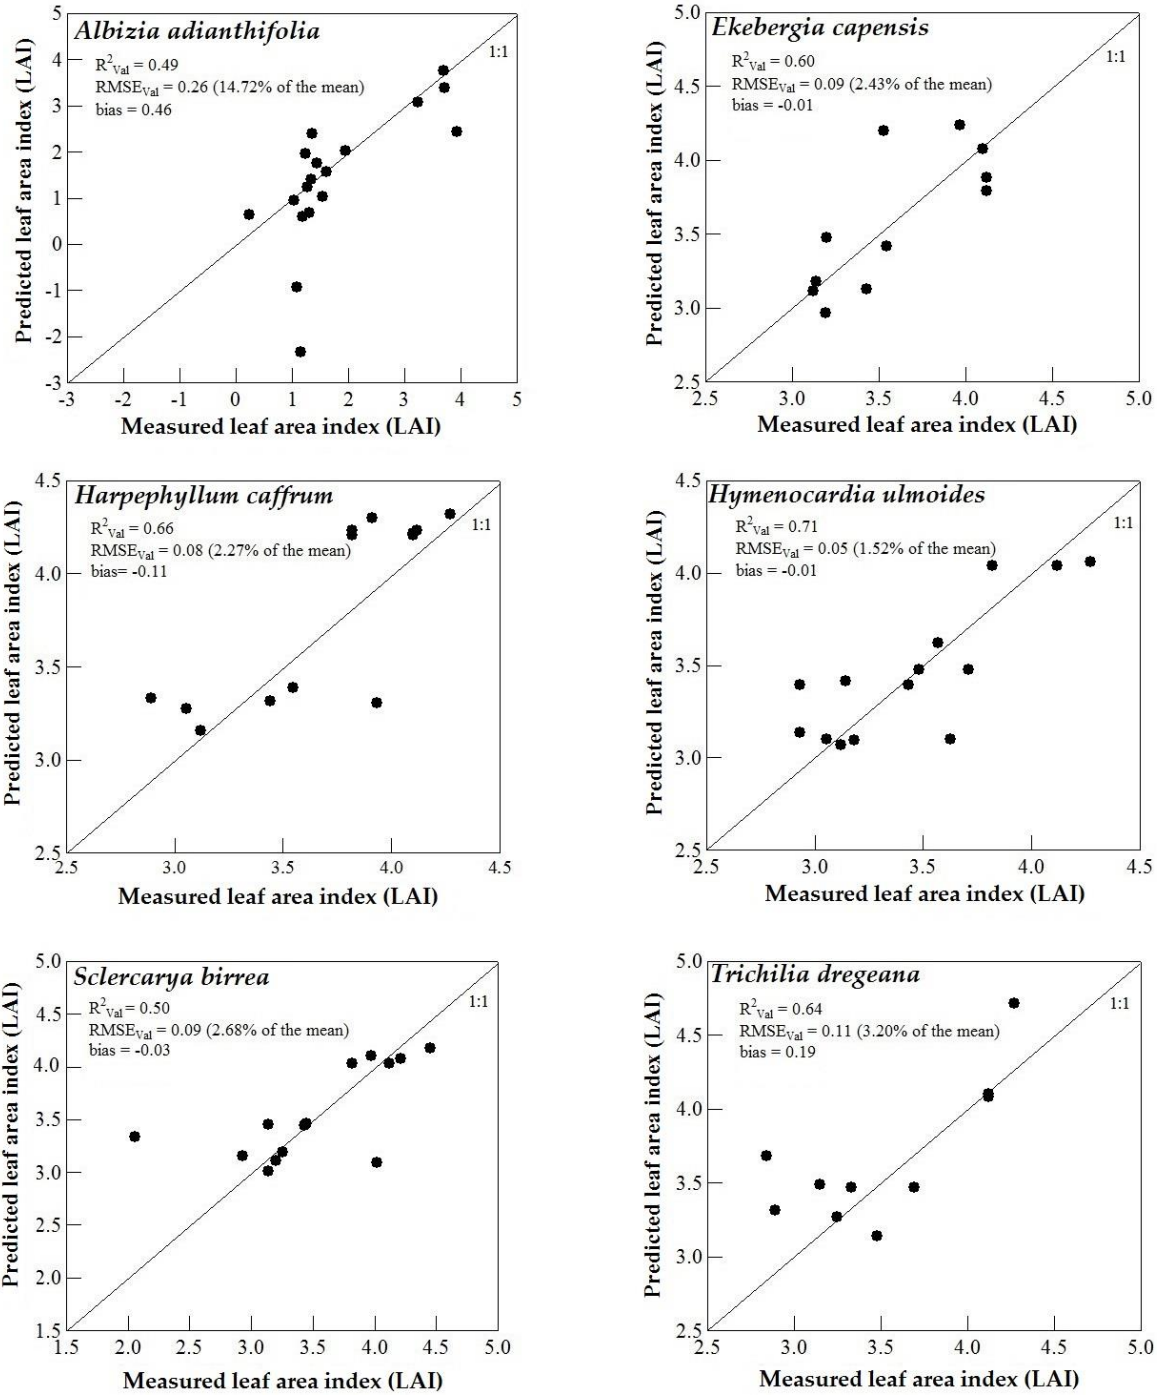 Albizia adianthifolia
R²Val = 0.49
RMSEVal = 0.26 (14.72% of the mean)
bias = 0.46
1:1
5
4
3
2
1
0
-1
-2
-3
-3 -2 -1 0 1 2 3 4 5
Predicted leaf area index (LAI)
Measured leaf area index (LAI)
Ekebergia capensis
R²Val = 0.60
RMSEVal = 0.09 (2.43% of the mean)
bias = -0.01
1:1
5.0
4.5
4.0
3.5
3.0
2.5
2.5 3.0 3.5 4.0 4.5 5.0
Predicted leaf area index (LAI)
Measured leaf area index (LAI)
Harpephyllum caffrum
R²Val = 0.66
RMSEVal = 0.08 (2.27% of the mean)
bias= -0.11
1:1
4.5
4.0
3.5
3.0
2.5
2.5 3.0 3.5 4.0 4.5
Predicted leaf area index (LAI)
Measured leaf area index (LAI)
Hymenocardia ulmoides
R²Val = 0.71
RMSEVal = 0.05 (1.52% of the mean)
bias = -0.01
1:1
4.5
4.0
3.5
3.0
2.5
2.5 3.0 3.5 4.0 4.5
Predicted leaf area index (LAI)
Measured leaf area index (LAI)
Sclercarya birrea
R²Val = 0.50
RMSEVal = 0.09 (2.68% of the mean)
bias = -0.03
1:1
5.0
4.5
4.0
3.5
3.0
2.5
2.0
1.5
1.5 2.0 2.5 3.0 3.5 4.0 4.5 5.0
Predicted leaf area index (LAI)
Measured leaf area index (LAI)
Trichilia dregeana
R²Val = 0.64
RMSEVal = 0.11 (3.20% of the mean)
bias = 0.19
1:1
5.0
4.5
4.0
3.5
3.0
2.5
2.5 3.0 3.5 4.0 4.5 5.0
Predicted leaf area index (LAI)
Measured leaf area index (LAI)